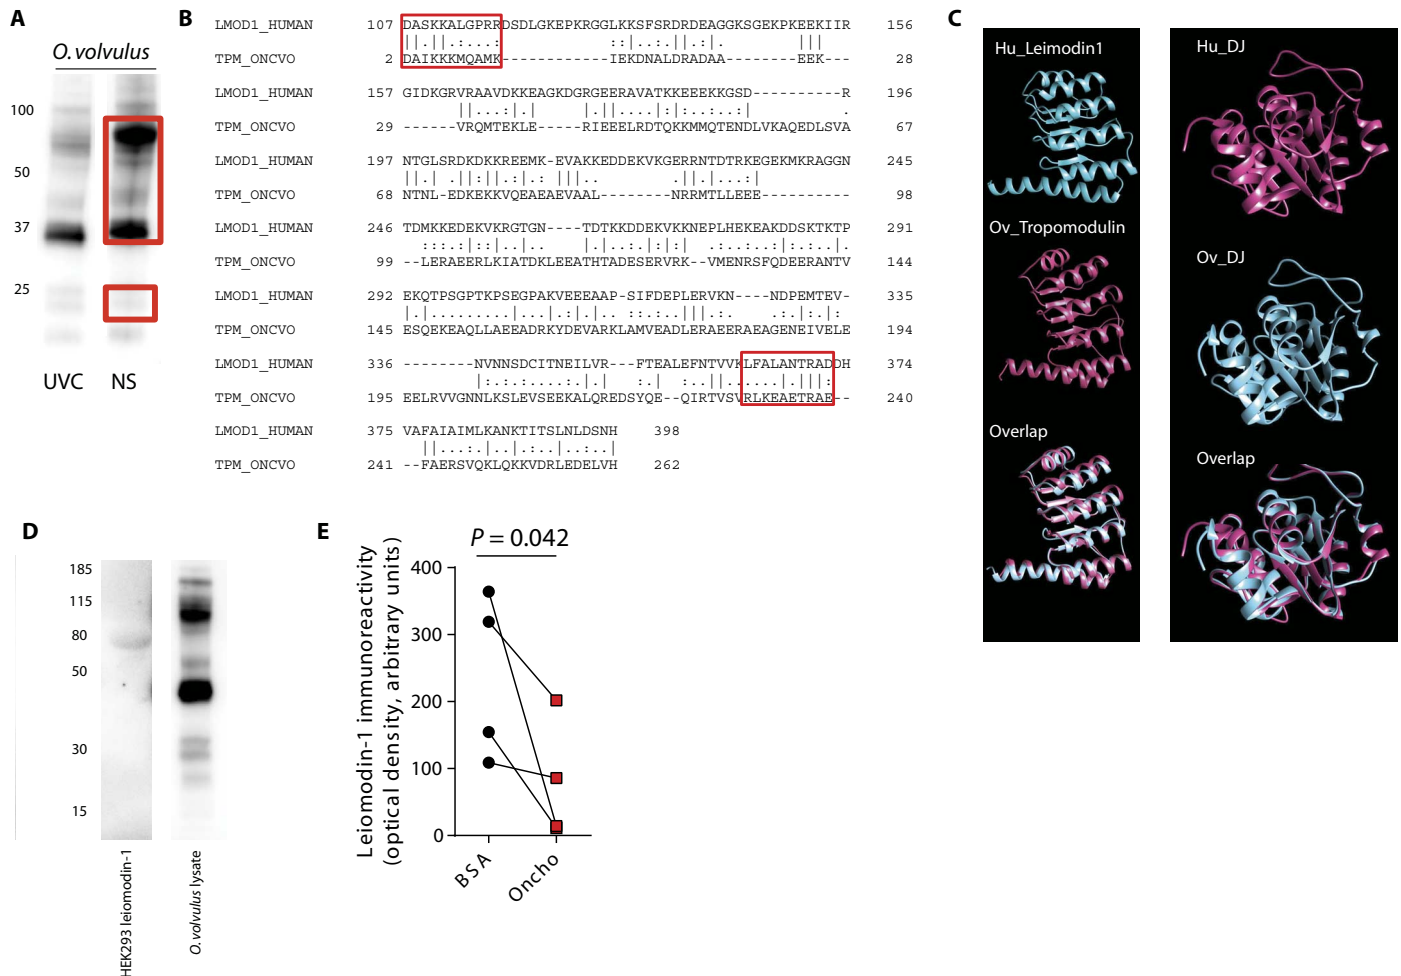 A
O. volvulus
100
50
37
25
UVC NS
B
LMOD1_HUMAN 107 DASKKALGPRRDSDLGKEPKRGGLKKSFSRDRDEAGGKSGEKPKEEKIIR 156
TPM_ONCVO 2 DAIKKKMQAMK-----------IEKDNALDRADAA-------EEK---- 28
LMOD1_HUMAN 157 GIDKGRVRAAVDKKEAGKDGRGEERAVATKKEEEKKGSD---------R 196
TPM_ONCVO 29 ------VRQMTEKLE-----RIEEELRDTQKKMMQTENDLVKAQEDLSVA 67
LMOD1_HUMAN 197 NTGLSRDKDKKREEMK-EVAKKEDDEKVKGERRNTDTRKEGEKMKRAGGN 245
TPM_ONCVO 68 NTNL-EDKEKKVQEAEAEVAAL--------NRRMTLLEEE---------- 98
LMOD1_HUMAN 246 TDMKKEDEKVKRGTGN----TDTKKDDEKVKKNEPLHEKEAKDDSKTKTP 291
TPM_ONCVO 99 --LERAEERLKIATDKLEEATHTADESERVRK--VMENRSFQDEERANTV 144
LMOD1_HUMAN 292 EKQTPSGPTKPSEGPAKVEEEAAP-SIFDEPLERVKN----NDPEMTEV- 335
TPM_ONCVO 145 ESQEKEAQLLAEEADRKYDEVARKLAMVEADLERAEERAEAGENEIVELE 194
LMOD1_HUMAN 336 --------NVNNSDCITNEILVR---FTEALEFNTVVKLFALANTRADDH 374
TPM_ONCVO 195 EELRVVGNNLKSLEVSEEKALQREDSYQE--QIRTVSVRLKEAETRAE-- 240
LMOD1_HUMAN 375 VAFAIAIMLKANKTITSLNLDSNH 398
TPM_ONCVO 241 --FAERSVQKLQKKVDRLEDELVH 262
C
Hu_Leimodin1
Ov_Tropomodulin
Overlap
Hu_DJ
Ov_DJ
Overlap
D
185
115
80
50
30
15
HEK293 leiomodin-1
O. volvulus lysate
E
P = 0.042
Leiomodin-1 immunoreactivity
(optical density, arbitrary units)
400
300
200
100
0
BSA
Oncho